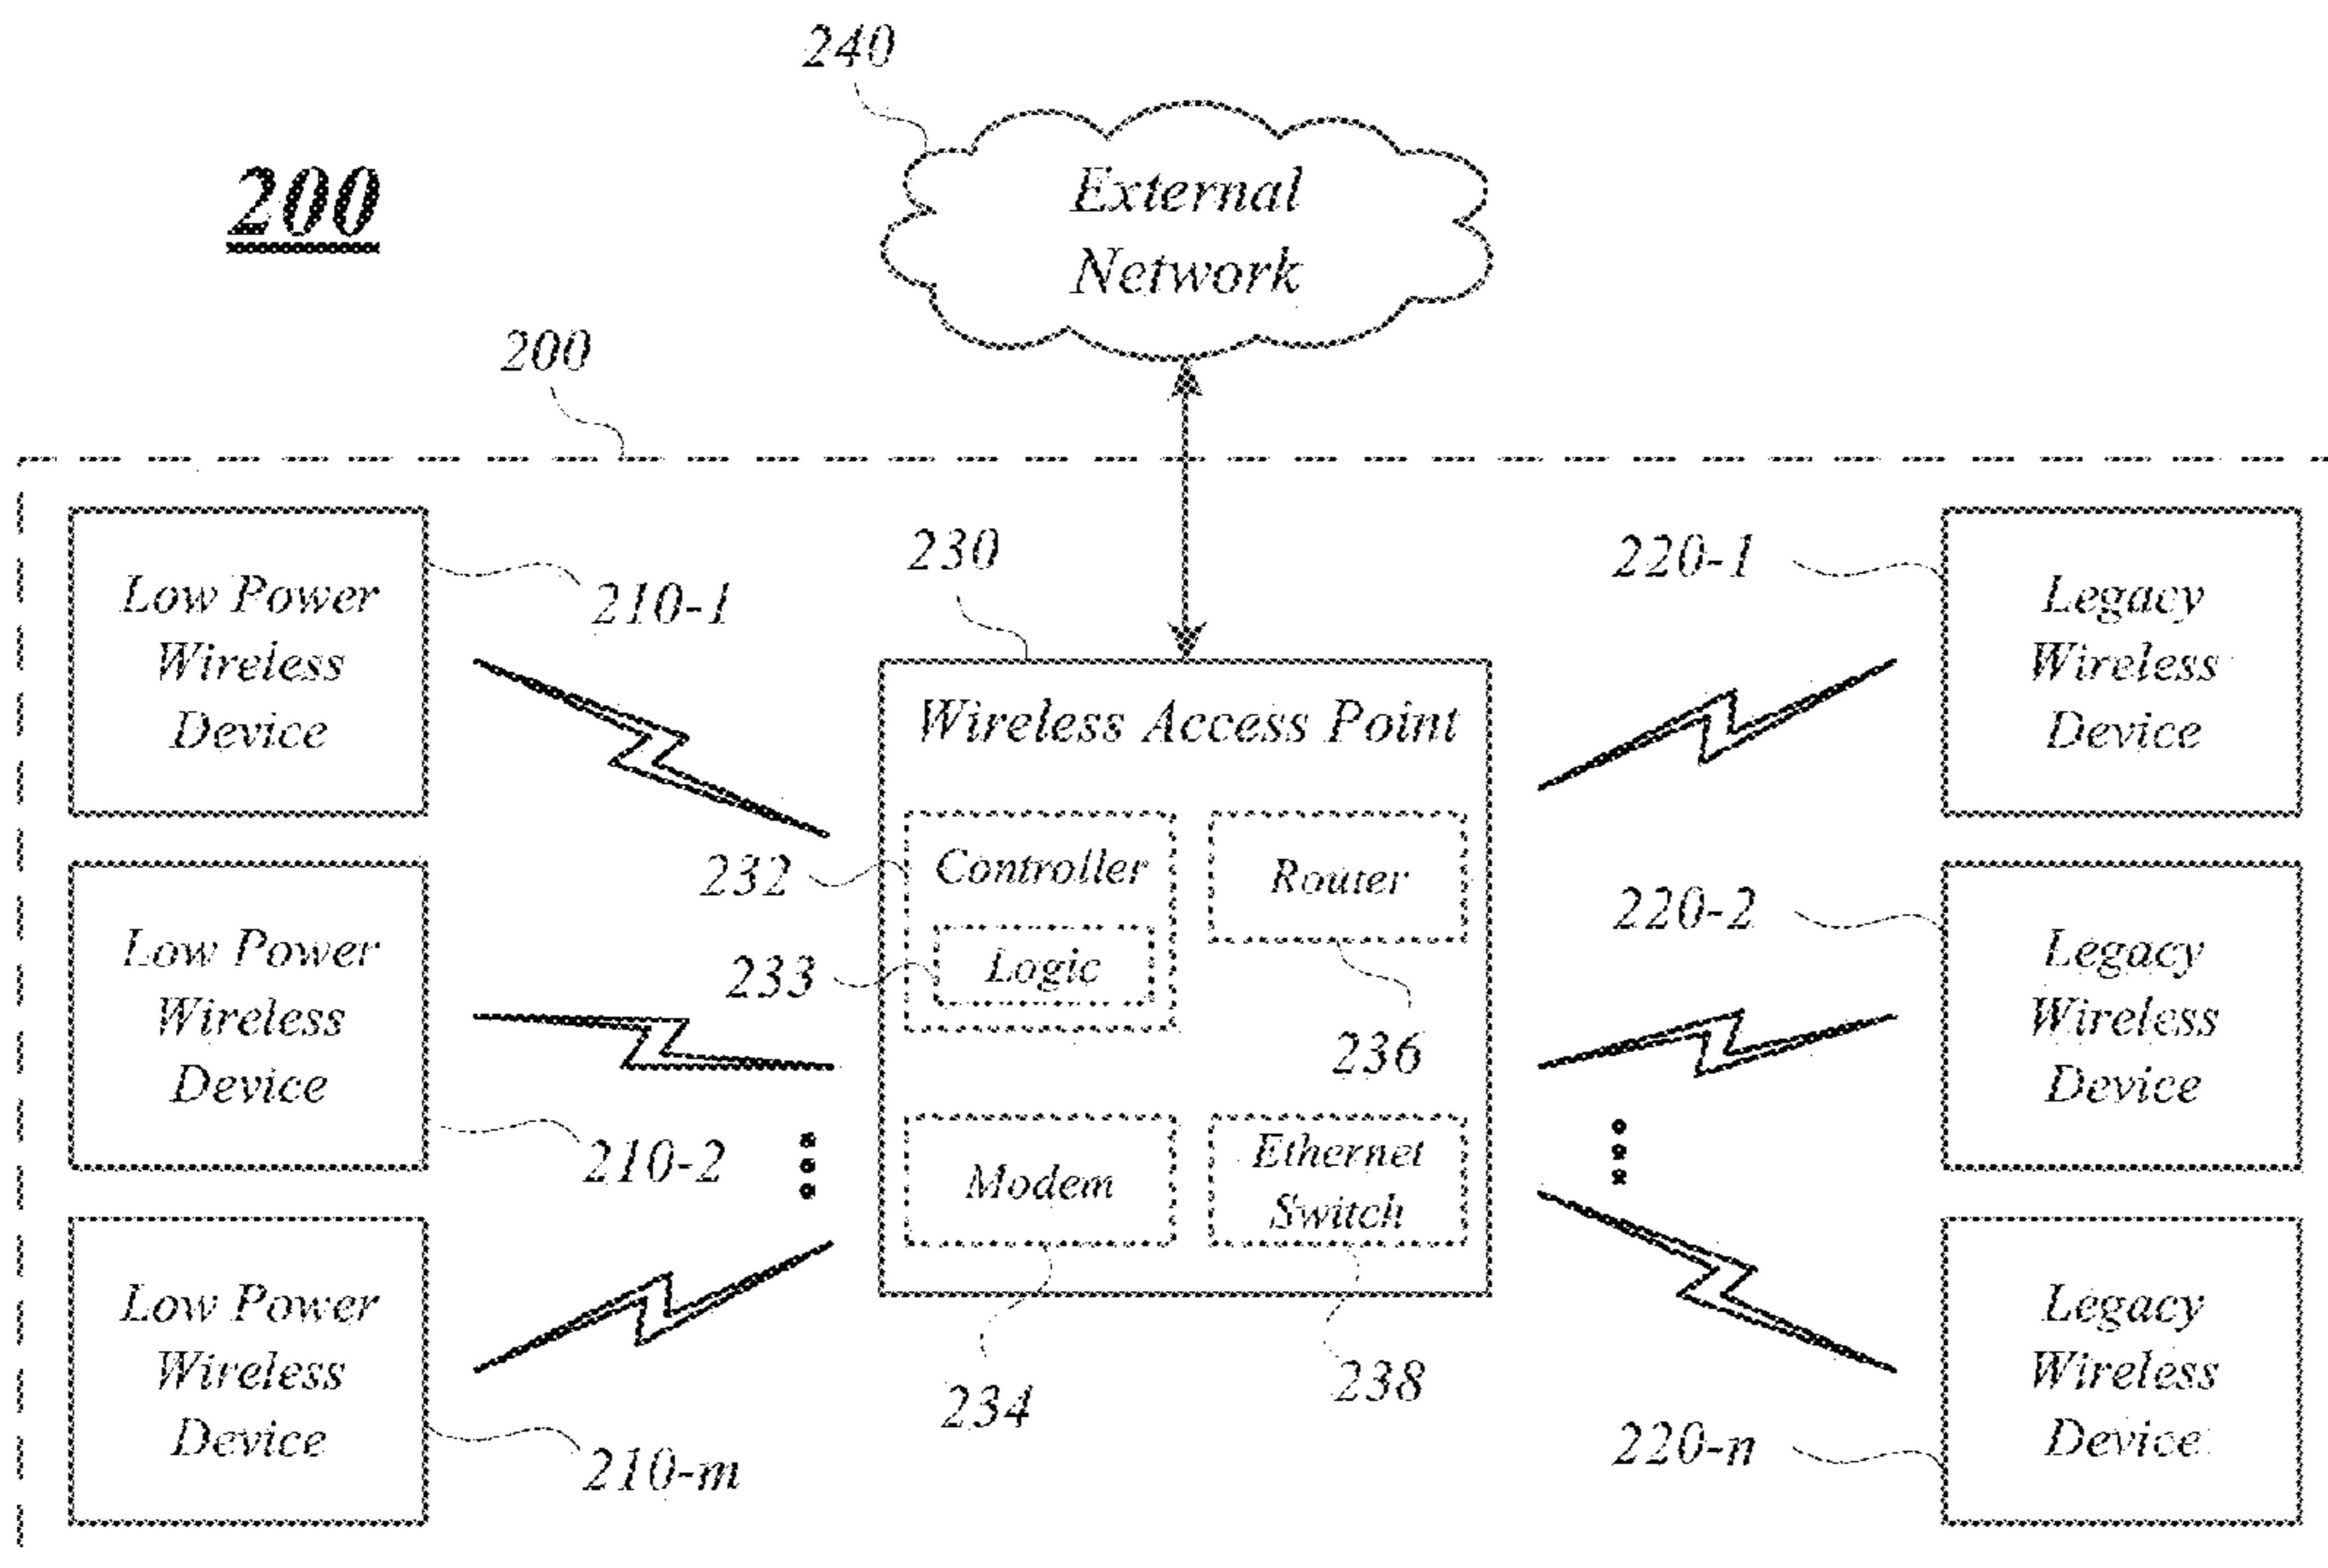 240
200
External
Network
200
Low Power
Wireless
Device
210-1
230
220-1
Legacy
Wireless
Device
Wireless Access Point
232
Controller
Router
233
Logic
236
Low Power
Wireless
Device
210-2
220-2
Legacy
Wireless
Device
Modem
Ethernet
Switch
234
238
Low Power
Wireless
Device
210-m
220-n
Legacy
Wireless
Device